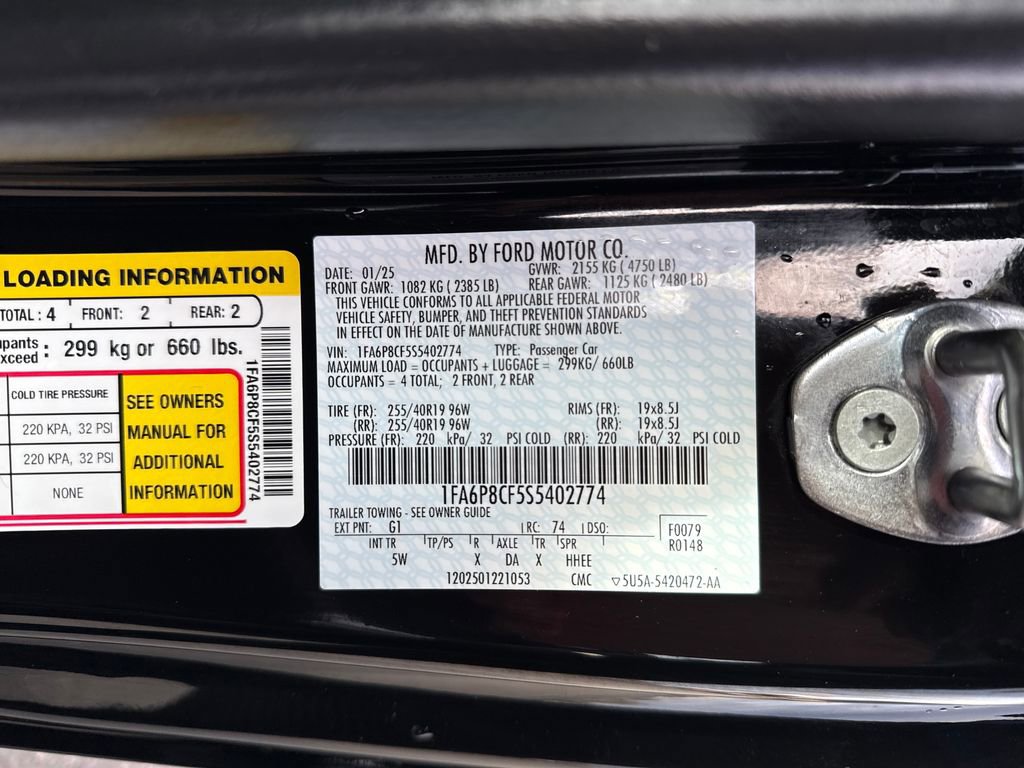 LOADING INFORMATION
TOTAL : 4 FRONT: 2 REAR: 2
299 kg or 660 lbs.
COLD TIRE PRESSURE
220 KPA, 32 PSI
220 KPA, 32 PSI
NONE
SEE OWNERS
MANUAL FOR
ADDITIONAL
INFORMATION
1FA6P8CF5S5402774
MFD. BY FORD MOTOR CO.
DATE: 01/25 GVWR: 2155 KG ( 4750 LB)
FRONT GAWR: 1082 KG ( 2385 LB) REAR GAWR: 1125 KG ( 2480 LB)
THIS VEHICLE CONFORMS TO ALL APPLICABLE FEDERAL MOTOR
VEHICLE SAFETY, BUMPER, AND THEFT PREVENTION STANDARDS
IN EFFECT ON THE DATE OF MANUFACTURE SHOWN ABOVE.
VIN: 1FA6P8CF5S5402774 TYPE: Passenger Car
MAXIMUM LOAD = OCCUPANTS + LUGGAGE = 299KG/ 660LB
OCCUPANTS = 4 TOTAL; 2 FRONT, 2 REAR
TIRE (FR): 255/40R19 96W RIMS (FR): 19x8.5J
(RR): 255/40R19 96W (RR): 19x8.5J
PRESSURE (FR): 220 kPa/ 32 PSI COLD (RR): 220 kPa/ 32 PSI COLD
1FA6P8CF5S5402774
TRAILER TOWING - SEE OWNER GUIDE
EXT PNT: G1 RC: 74 DSO: F0079
INT TR TP/PS R AXLE TR SPR R0148
5W X DA X HHEE
1202501221053 CMC ▽5U5A-5420472-AA